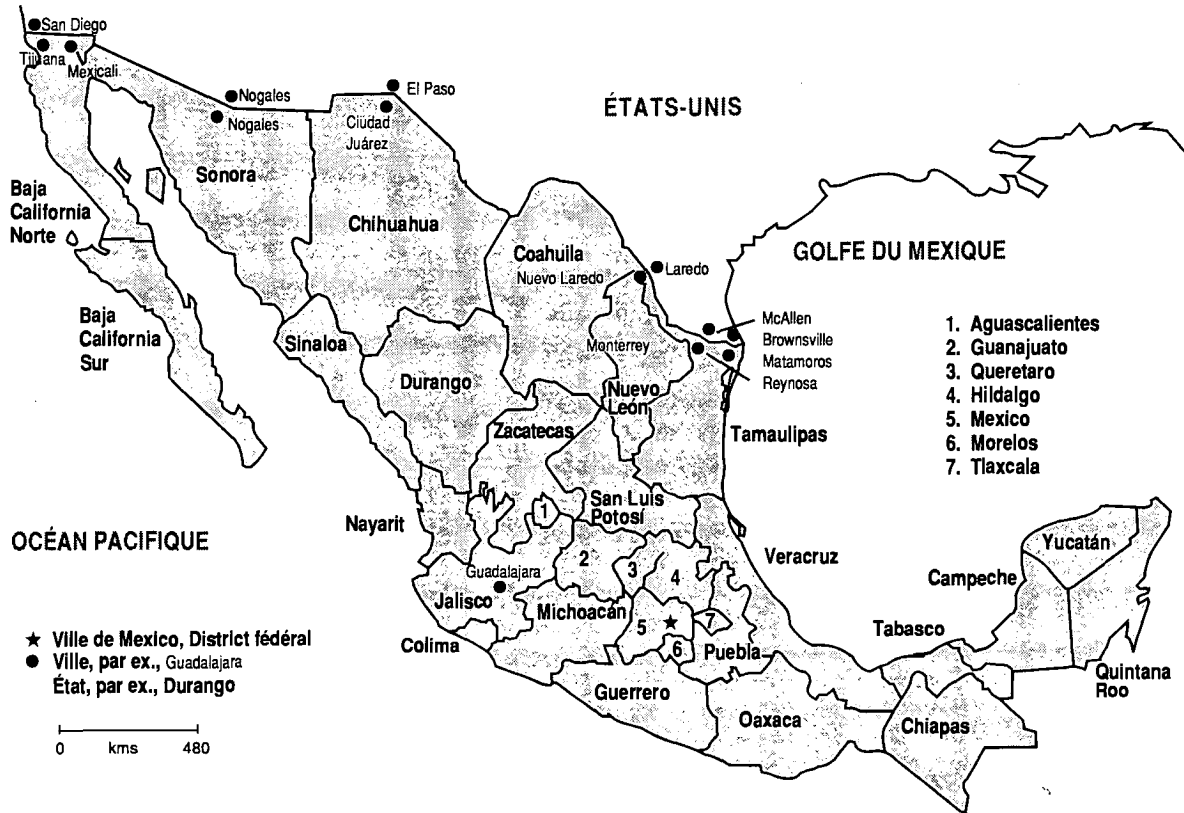 San Diego
Tijuana
Mexicali
Nogales
Nogales
El Paso
Ciudad
Juárez
ÉTATS-UNIS
Sonora
Baja
California
Norte
Chihuahua
Coahuila
Nuevo Laredo
Laredo
GOLFE DU MEXIQUE
Baja
California
Sur
Sinaloa
Monterrey
McAllen
Brownsville
Matamoros
Reynosa
Durango
Nuevo
León
Zacatecas
Tamaulipas
1. Aguascalientes
2. Guanajuato
3. Queretaro
4. Hildalgo
5. Mexico
6. Morelos
7. Tlaxcala
San Luis
Potosí
Nayarit
1
OCÉAN PACIFIQUE
Veracruz
Yucatán
Campeche
2
3
4
Guadalajara
Jalisco
Michoacán
5
7
6
Puebla
Colima
Tabasco
Quintana
Roo
Guerrero
Oaxaca
Chiapas
★ Ville de Mexico, District fédéral
● Ville, par ex., Guadalajara
État, par ex., Durango
0 kms 480